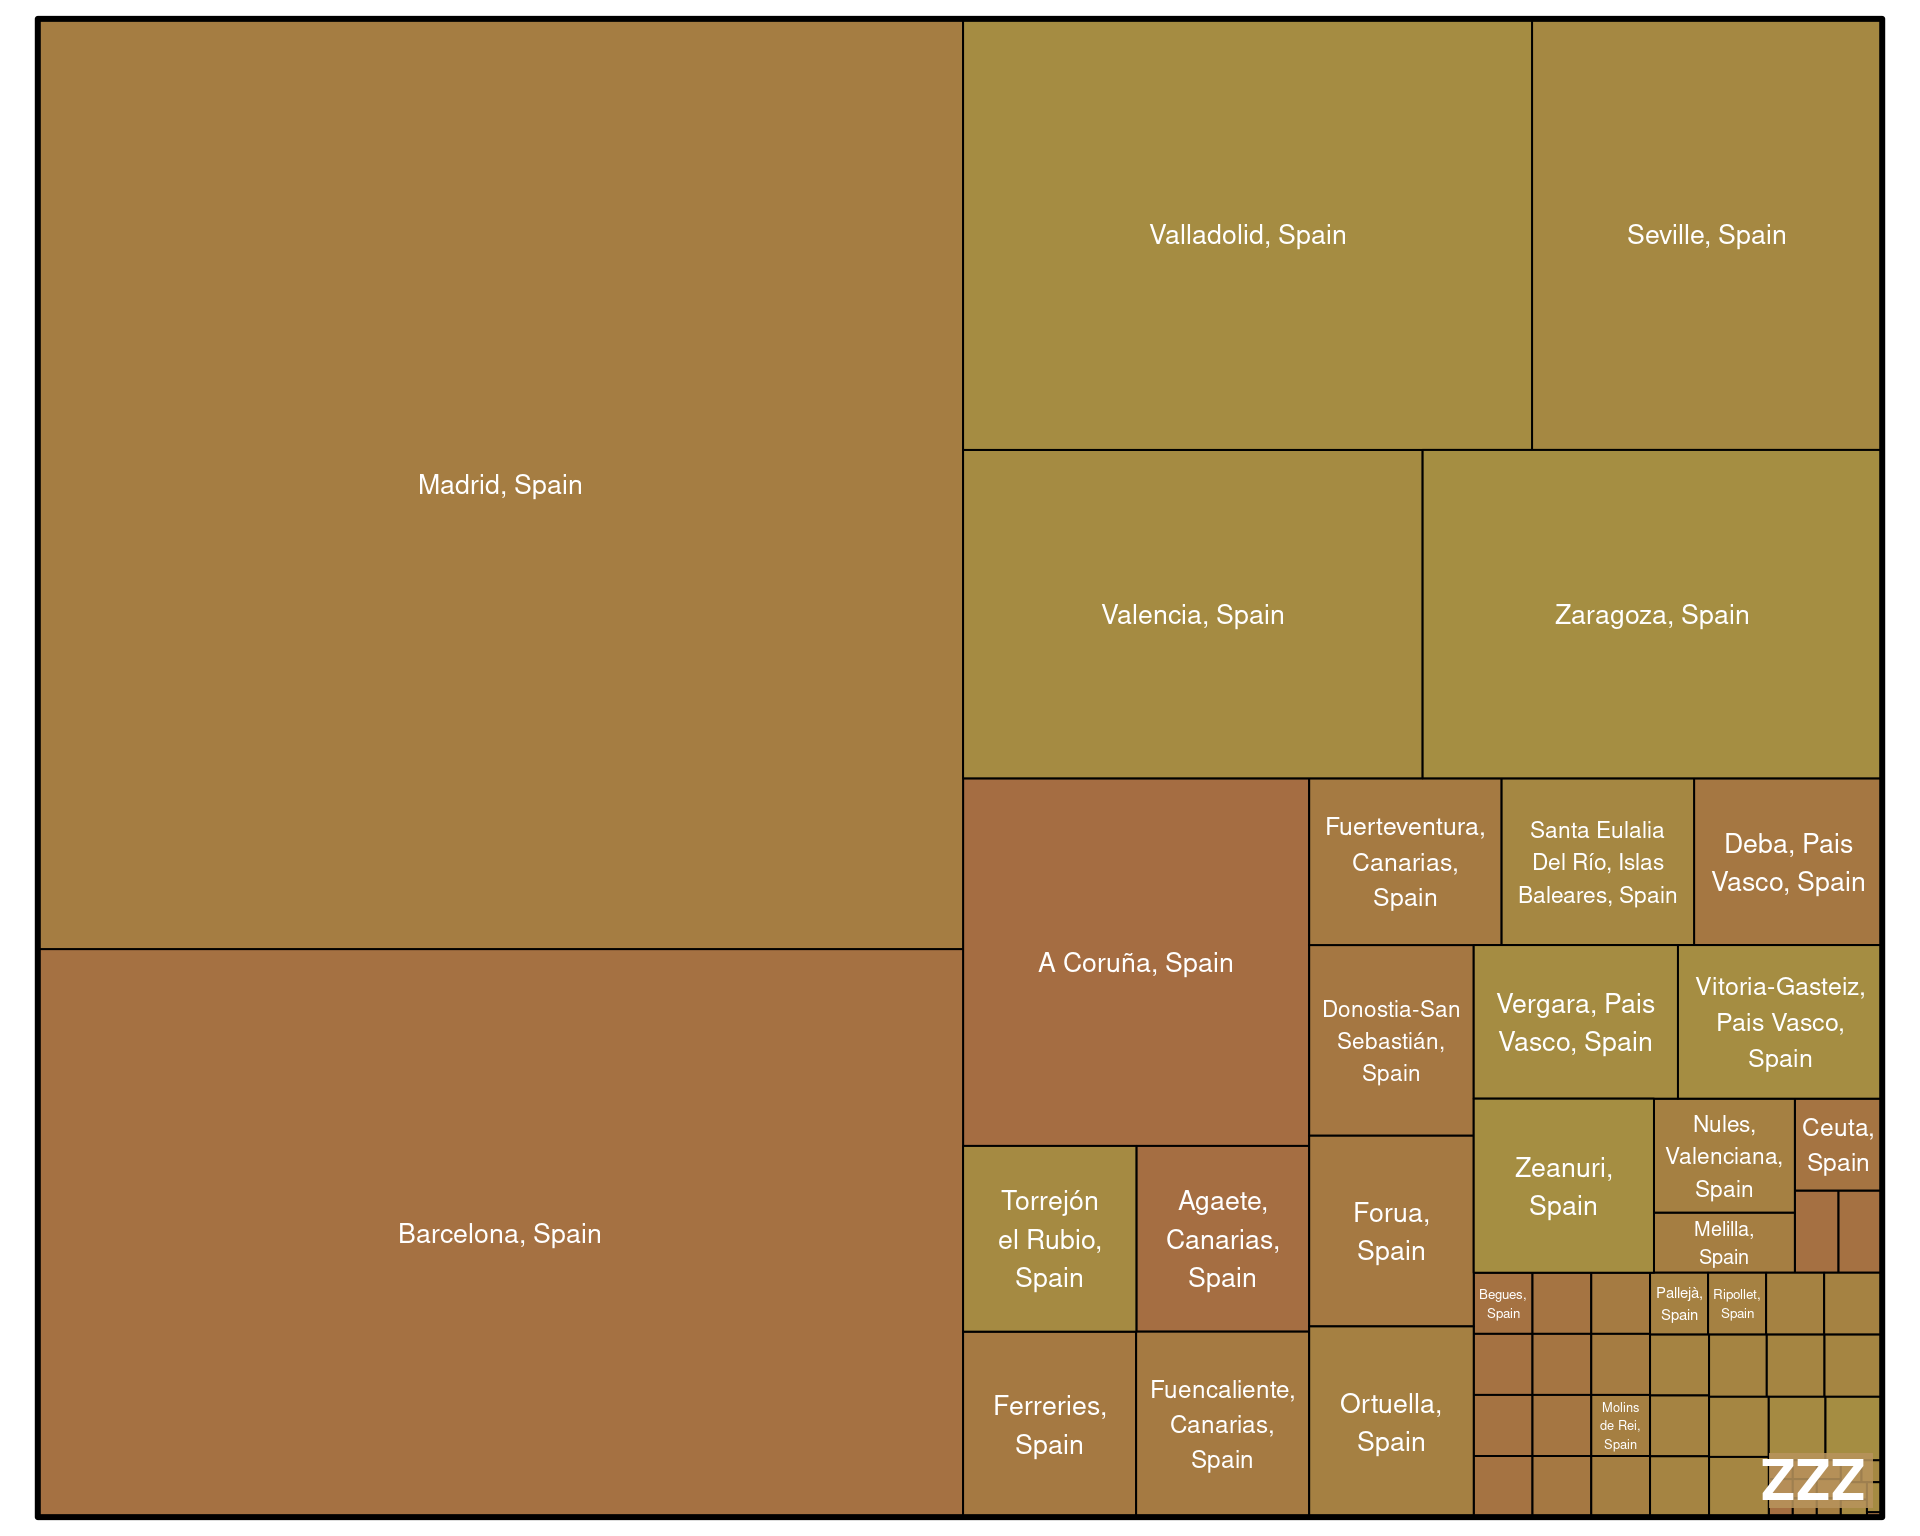 Madrid, Spain
Barcelona, Spain
Valladolid, Spain
Seville, Spain
Valencia, Spain
Zaragoza, Spain
A Coruña, Spain
Fuerteventura,
Canarias,
Spain
Santa Eulalia
Del Río, Islas
Baleares, Spain
Deba, Pais
Vasco, Spain
Donostia-San
Sebastián,
Spain
Vergara, Pais
Vasco, Spain
Vitoria-Gasteiz,
Pais Vasco,
Spain
Zeanuri,
Spain
Nules,
Valenciana,
Spain
Ceuta,
Spain
Melilla,
Spain
Torrejón
el Rubio,
Spain
Agaete,
Canarias,
Spain
Forua,
Spain
Ferreries,
Spain
Fuencaliente,
Canarias,
Spain
Ortuella,
Spain
Begues,
Spain
Pallejà,
Spain
Ripollet,
Spain
Molins
de Rei,
Spain
ZZZ